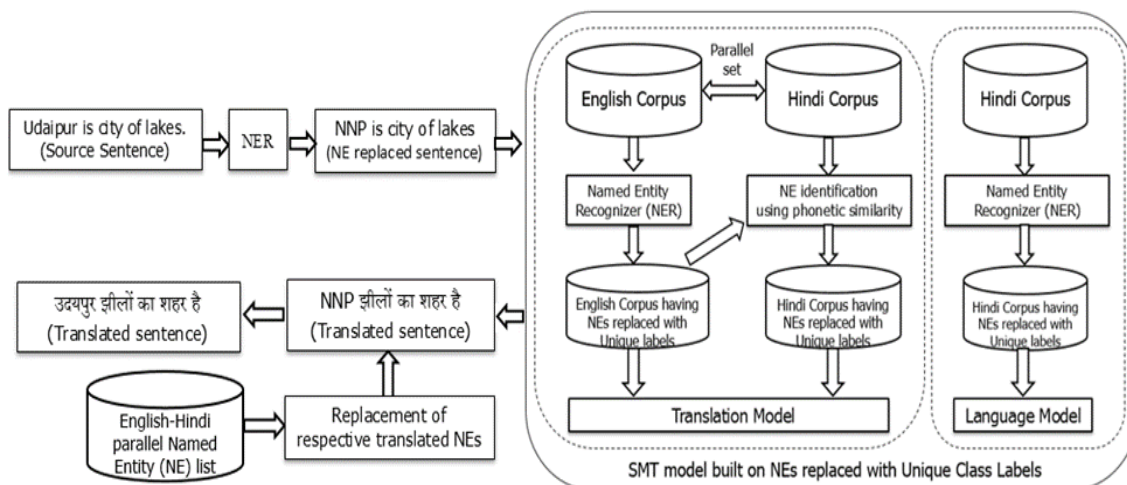 Udaipur is city of lakes.
(Source Sentence)
NER
NNP is city of lakes
(NE replaced sentence)
उदयपुर झीलों का शहर है
(Translated sentence)
NNP झीलों का शहर है
(Translated sentence)
English-Hindi
parallel Named
Entity (NE) list
Replacement of
respective translated NEs
Parallel
set
English Corpus
Hindi Corpus
Named Entity
Recognizer (NER)
NE identification
using phonetic similarity
English Corpus having
NEs replaced with
Unique labels
Hindi Corpus having
NEs replaced with
Unique labels
Translation Model
Hindi Corpus
Named Entity
Recognizer (NER)
Hindi Corpus having
NEs replaced with
Unique labels
Language Model
SMT model built on NEs replaced with Unique Class Labels